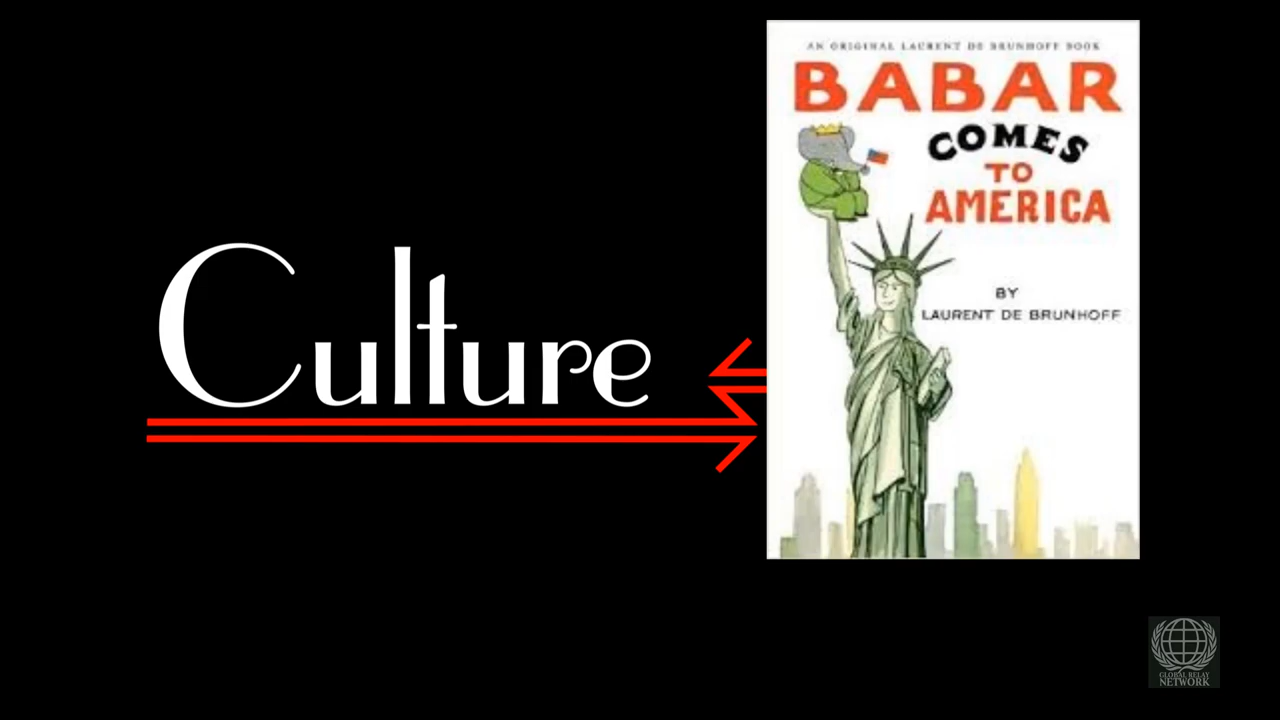 Culture
AN ORIGINAL LAURENT DE BRUNHOFF BOOK
BABAR
COMES
TO
AMERICA
BY
LAURENT DE BRUNHOFF
GLOBAL RELAY
NETWORK